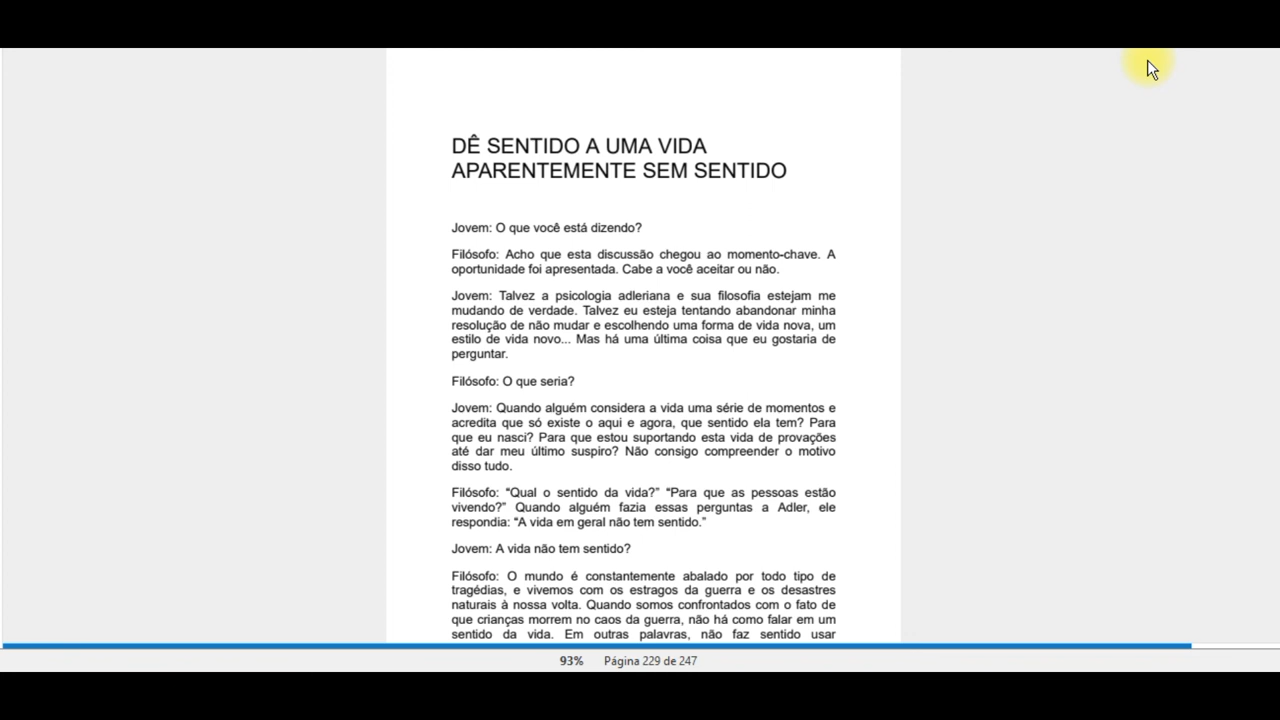 DÊ SENTIDO A UMA VIDA
APARENTEMENTE SEM SENTIDO
Jovem: O que você está dizendo?
Filósofo: Acho que esta discussão chegou ao momento-chave. A
oportunidade foi apresentada. Cabe a você aceitar ou não.
Jovem: Talvez a psicologia adleriana e sua filosofia estejam me
mudando de verdade. Talvez eu esteja tentando abandonar minha
resolução de não mudar e escolhendo uma forma de vida nova, um
estilo de vida novo... Mas há uma última coisa que eu gostaria de
perguntar.
Filósofo: O que seria?
Jovem: Quando alguém considera a vida uma série de momentos e
acredita que só existe o aqui e agora, que sentido ela tem? Para
que eu nasci? Para que estou suportando esta vida de provações
até dar meu último suspiro? Não consigo compreender o motivo
disso tudo.
Filósofo: “Qual o sentido da vida?” “Para que as pessoas estão
vivendo?” Quando alguém fazia essas perguntas a Adler, ele
respondia: “A vida em geral não tem sentido.”
Jovem: A vida não tem sentido?
Filósofo: O mundo é constantemente abalado por todo tipo de
tragédias, e vivemos com os estragos da guerra e os desastres
naturais à nossa volta. Quando somos confrontados com o fato de
que crianças morrem no caos da guerra, não há como falar em um
sentido da vida. Em outras palavras, não faz sentido usar
93% Página 229 de 247